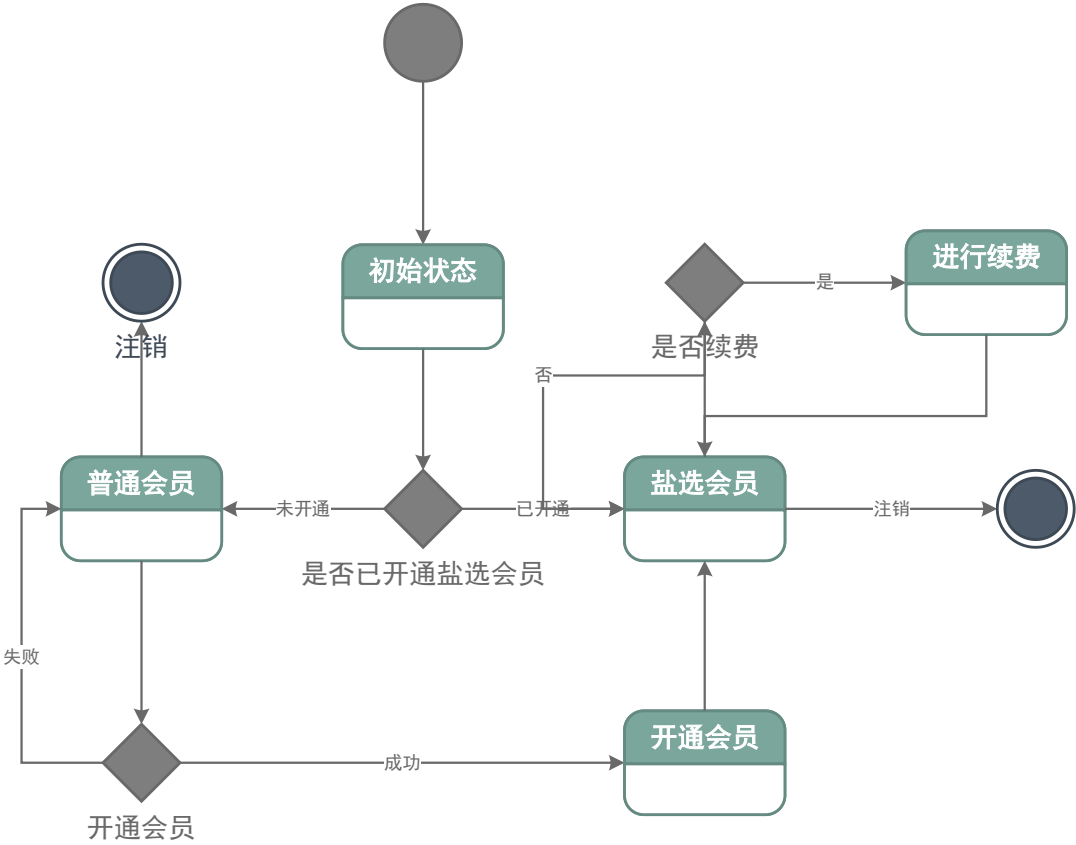 初始状态
进行续费
是
注销
是否续费
否
普通会员
盐选会员
未开通
已开通
注销
是否已开通盐选会员
失败
开通会员
成功
开通会员